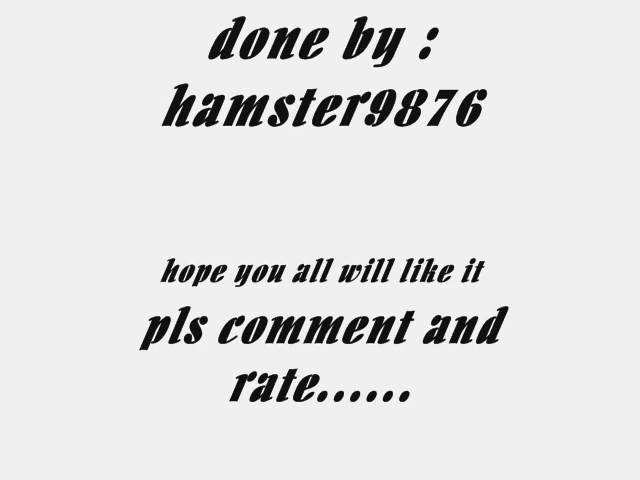 done by :
hamster9876
hope you all will like it
pls comment and
rate......